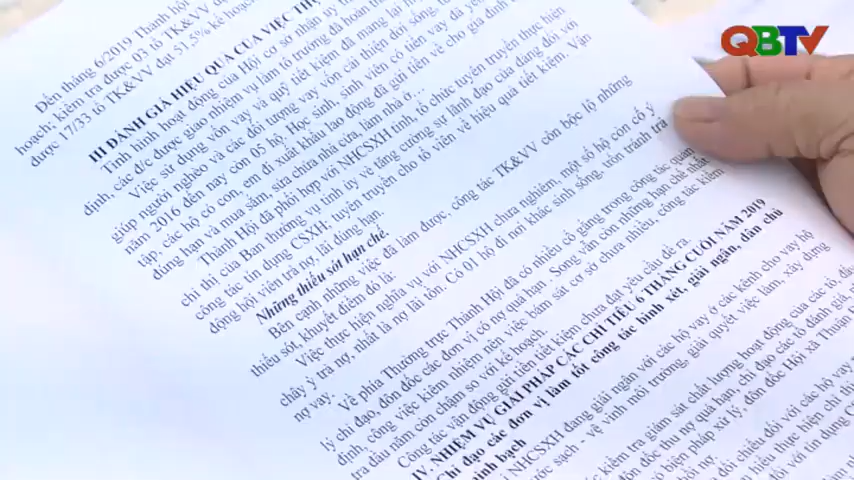 QBTV
Đến tháng 6/2019 Thành hội
hoạch; kiểm tra được 03 tổ TK&VV
được 17/33 tổ TK&VV đạt 51,5% kế hoạch
III ĐÁNH GIÁ HIỆU QUẢ CỦA VIỆC
Tình hình hoạt động của Hội cơ sở nhận
định, các đ/c được giao nhiệm vụ làm tổ trưởng đã hoàn
Việc sử dụng vốn vay và quỹ tiết kiệm đã mang lại
giúp người nghèo và các đối tượng vay vốn cải thiện đời sống
năm 2016 đến nay còn 05 hộ, Học sinh, sinh viên có tiền vay đã
tập, các hộ có con, em đi xuất khẩu lao động đã gửi tiền về cho gia đình
đúng hạn và mua sắm, sửa chữa nhà cửa, làm nhà ở...
Thành Hội đã phối hợp với NHCSXH tỉnh, tổ chức tuyên truyền thực hiện
chỉ thị của Ban thường vụ tỉnh ủy về tăng cường sự lãnh đạo của đảng đối với
công tác tín dụng CSXH; tuyên truyền cho tổ viên về hiệu quả tiết kiệm. Vận
động hội viên trả nợ, lãi đúng hạn.
Những thiếu sót hạn chế.
Bên cạnh những việc đã làm được, công tác TK&VV còn bộc lộ những
thiếu sót, khuyết điểm đó là:
Việc thực hiện nghĩa vụ với NHCSXH chưa nghiêm, một số hộ còn cố ý
chây ỳ trả nợ, nhất là nợ lãi tồn. Có 01 hộ đi nơi khác sinh sống, trốn tránh trả
nợ vay.
Về phía Thường trực Thành Hội đã có nhiều cố gắng trong công tác quản
lý chỉ đạo, đôn đốc các đơn vị có nợ quá hạn. Song vẫn còn những hạn chế nhất
định, công việc kiêm nhiệm nên việc bám sát cơ sở chưa nhiều, công tác kiểm
tra đầu năm còn chậm so với kế hoạch.
Công tác vận động gửi tiền tiết kiệm chưa đạt yêu cầu đề ra.
IV. NHIỆM VỤ GIẢI PHÁP CÁC CHỈ TIÊU 6 THÁNG CUỐI NĂM 2019
Chỉ đạo các đơn vị làm tốt công tác bình xét, giải ngân, dân chủ
minh bạch
NHCSXH đang giải ngân với các hộ vay ở các kênh cho vay hộ
nước sạch - vệ sinh môi trường, giải quyết việc làm, xây dựng
kiểm tra giám sát chất lượng hoạt động của các tổ,
đôn đốc thu nợ quá hạn, chỉ đạo các tổ đánh giá,
có biện pháp xử lý, đôn đốc Hội xã Thuận
đối chiếu đối với các hộ vay
hiện chỉ thị
đối với tín dụng